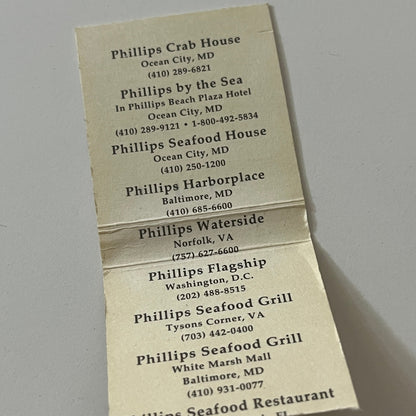 Phillips Crab House
Ocean City, MD
(410) 289-6821
Phillips by the Sea
In Phillips Beach Plaza Hotel
Ocean City, MD
(410) 289-9121 • 1-800-492-5834
Phillips Seafood House
Ocean City, MD
(410) 250-1200
Phillips Harborplace
Baltimore, MD
(410) 685-6600
Phillips Waterside
Norfolk, VA
(757) 627-6600
Phillips Flagship
Washington, D.C.
(202) 488-8515
Phillips Seafood Grill
Tysons Corner, VA
(703) 442-0400
Phillips Seafood Grill
White Marsh Mall
Baltimore, MD
(410) 931-0077
Phillips Seafood Restaurant